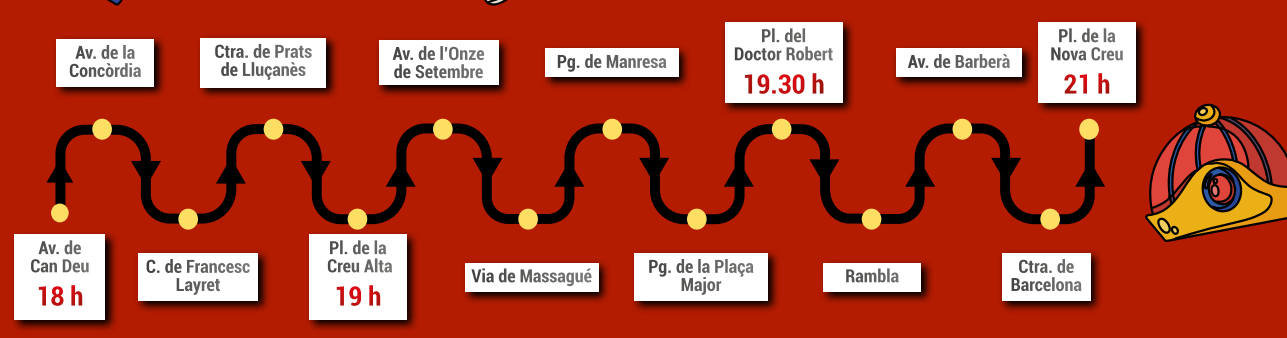 Av. de
Can Deu
18 h
Av. de la
Concòrdia
C. de Francesc
Layret
Ctra. de Prats
de Lluçanès
Pl. de la
Creu Alta
19 h
Av. de l'Onze
de Setembre
Via de Massagué
Pg. de Manresa
Pg. de la Plaça
Major
Pl. del
Doctor Robert
19.30 h
Rambla
Av. de Barberà
Ctra. de
Barcelona
Pl. de la
Nova Creu
21 h